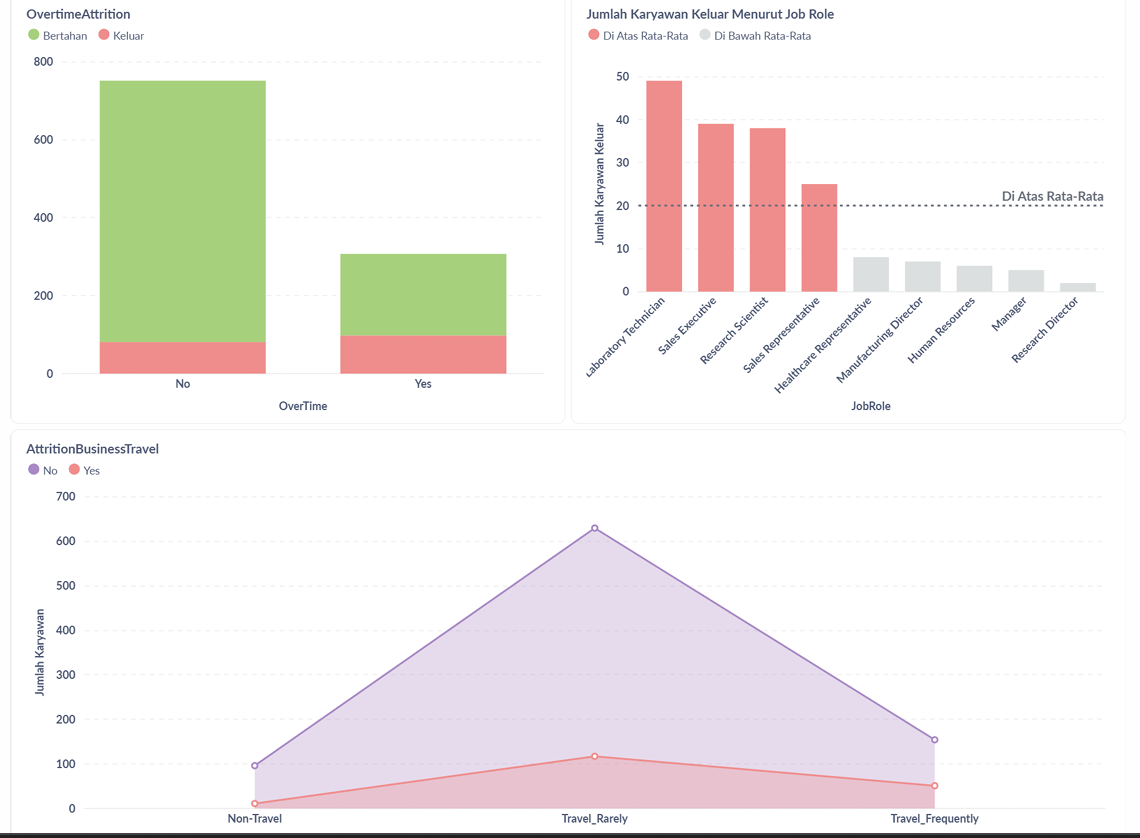 OvertimeAttrition
Bertahan Keluar
800
600
400
200
0
No Yes
OverTime
Jumlah Karyawan Keluar Menurut Job Role
Di Atas Rata-Rata Di Bawah Rata-Rata
Jumlah Karyawan Keluar
50
40
30
20
10
0
Di Atas Rata-Rata
Laboratory Technician
Sales Executive
Research Scientist
Sales Representative
Healthcare Representative
Manufacturing Director
Human Resources
Manager
Research Director
JobRole
AttritionBusinessTravel
No Yes
Jumlah Karyawan
700
600
500
400
300
200
100
0
Non-Travel Travel_Rarely Travel_Frequently